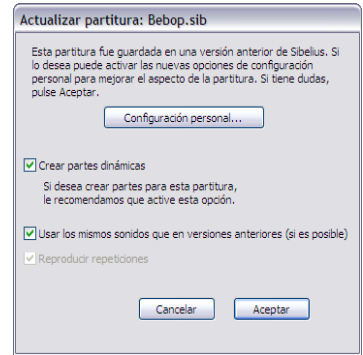 Actualizar partitura: Bebop.sib
Esta partitura fue guardada en una versión anterior de Sibelius. Si
lo desea puede activar las nuevas opciones de configuración
personal para mejorar el aspecto de la partitura. Si tiene dudas,
pulse Aceptar.
Configuración personal...
Crear partes dinámicas
Si desea crear partes para esta partitura,
le recomendamos que active esta opción.
Usar los mismos sonidos que en versiones anteriores (si es posible)
Reproducir repeticiones
Cancelar Aceptar